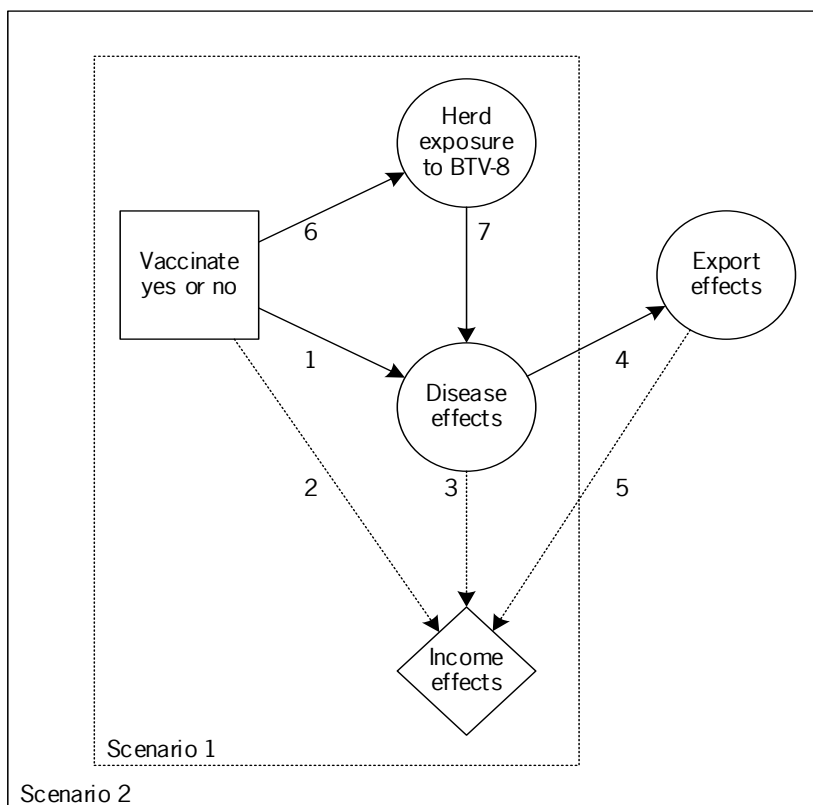 Herd
exposure
to BTV-8
6
7
Vaccinate
yes or no
Export
effects
1
4
Disease
effects
2
3
5
Income
effects
Scenario 1
Scenario 2